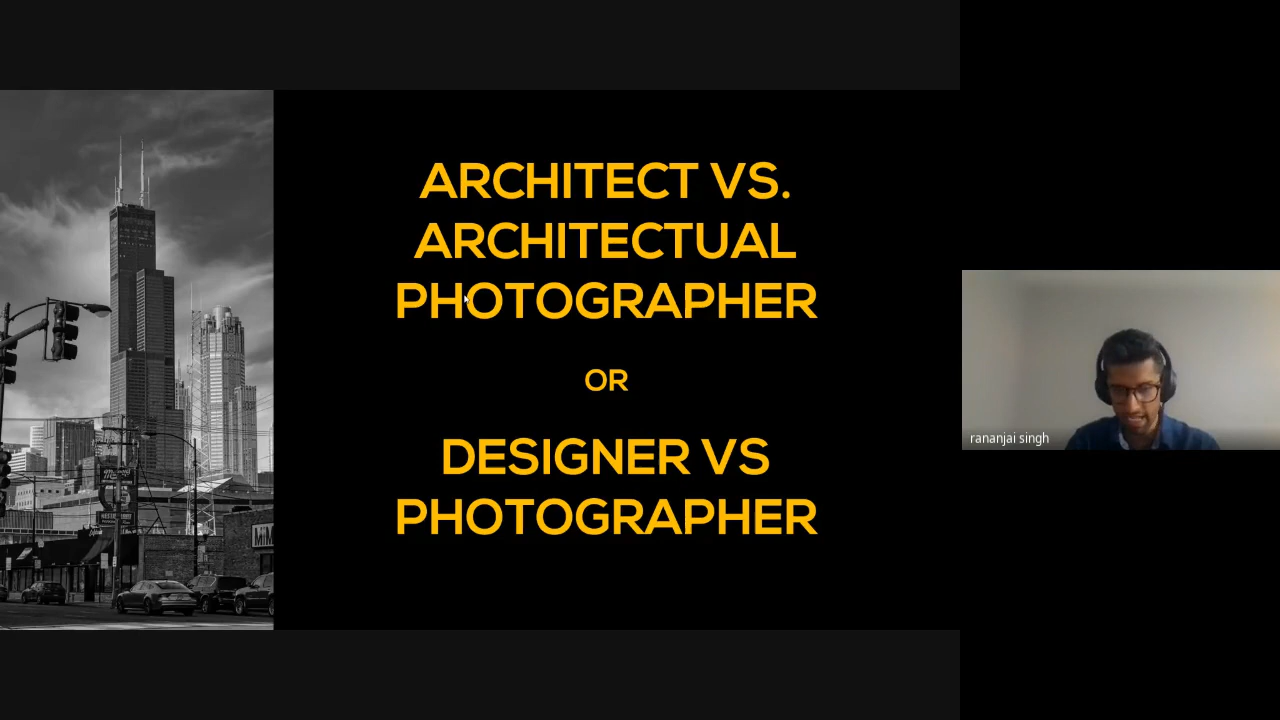 ARCHITECT VS.
ARCHITECTUAL
PHOTOGRAPHER
OR
DESIGNER VS
PHOTOGRAPHER
rananjai singh